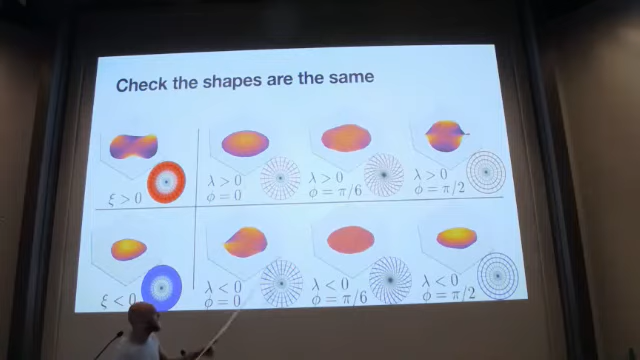 Check the shapes are the same
ξ > 0
λ > 0
ϕ = 0
λ > 0
ϕ = π/6
λ > 0
ϕ = π/2
ξ < 0
λ < 0
ϕ = 0
λ < 0
ϕ = π/6
λ < 0
ϕ = π/2